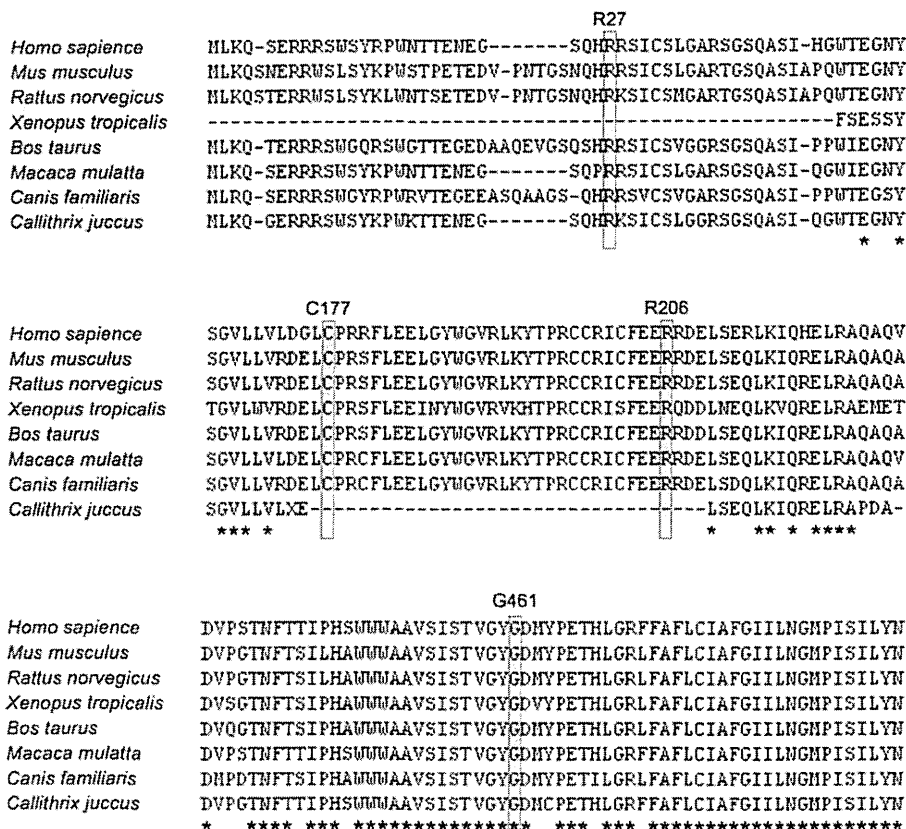 R27
Homo sapience MLKQ-SERRRSWSYRPWNTTENEG-------SQHRRSICSLGARSGSQASI-HGWTEGNY
Mus musculus MLKQSNERRWSLSYKPWSTPETEDV-PNTGSNQHRRSICSLGARTGSQASIAPQWTEGNY
Rattus norvegicus MLKQSTERRWSLSYKLWNTSETEDV-PNTGSNQHRKSICSMGARTGSQASIAPQWTEGNY
Xenopus tropicalis ------------------------------------------------------FSESSY
Bos taurus MLKQ-TERRRSWGQRSWGTTEGEDAAQEVGSQSHRRSICSVGGRSGSQASI-PPWIEGNY
Macaca mulatta MLKQ-SERRRSWSYRPWNTTENEG-------SQPRRSICSLGARSGSQASI-QGWIEGNY
Canis familiaris MLRQ-SERRRSWGYRPWRVTEGEEASQAAGS-QHRRSVCSVGARSGSQASI-PPWTEGSY
Callithrix juccus MLKQ-GERRRSWSYKPWKTTENEG-------SQHRKSICSLGGRSGSQASI-QGWTEGNY
* *
C177 R206
Homo sapience SGVLLVLDGLCPRRFLEELGYWGVRLKYTPRCCRICFEERRDELSERLKIQHELRAQAQV
Mus musculus SGVLLVRDELCPRSFLEELGYWGVRLKYTPRCCRICFEERRDELSEQLKIQRELRAQAQA
Rattus norvegicus SGVLLVRDELCPRSFLEELGYWGVRLKYTPRCCRICFEERRDELSEQLKIQRELRAQAQA
Xenopus tropicalis TGVLWVRDELCPRSFLEEINYWGVRVKHTPRCCRISFEERQDDLNEQLKVQRELRAEMET
Bos taurus SGVLLVRDELCPRSFLEELGYWGVRLKYTPRCCRICFEERRDDLSEQLKIQRELRAQAQA
Macaca mulatta SGVLLVLDELCPRCFLEELGYWGVRLKYTPRCCRICFEERRDELSEQLKIQRELRAQAQV
Canis familiaris SGVLLVRDELCPRCFLEELGYWGVRLKYTPRCCRICFEERRDELSDQLKIQRELRAQAQA
Callithrix juccus SGVLLVLXE----------------------------------LSEQLKIQRELRAPDA-
*** * * ** * ****
G461
Homo sapience DVPSTNFTTIPHSWWWAAVSISTVGYGDMYPETHLGRFFAFLCIAFGIILNGMPISILYN
Mus musculus DVPGTNFTSILHAWWWAAVSISTVGYGDMYPETHLGRLFAFLCIAFGIILNGMPISILYN
Rattus norvegicus DVPGTNFTSILHAWWWAAVSISTVGYGDMYPETHLGRLFAFLCIAFGIILNGMPISILYN
Xenopus tropicalis DVSGTNFTSIPHAWWWAAVSISTVGYGDVYPETHLGRLFAFLCIAFGIILNGMPISILYN
Bos taurus DVQGTNFTSIPHAWWWAAVSISTVGYGDMYPETHLGRLFAFLCIAFGIILNGMPISILYN
Macaca mulatta DVPSTNFTTIPHSWWWAAVSISTVGYGDMYPETHLGRFFAFLCIAFGIILNGMPISILYN
Canis familiaris DMPDTNFTSIPHAWWWAAVSISTVGYGDMYPETILGRLFAFLCIAFGIILNGMPISILYN
Callithrix juccus DVPGTNFTTIPHSWWWAAVSISTVGYGDMCPETHLGRFFAFLCIAFGIILNGMPISILYN
* **** * * *************** *** *** **********************